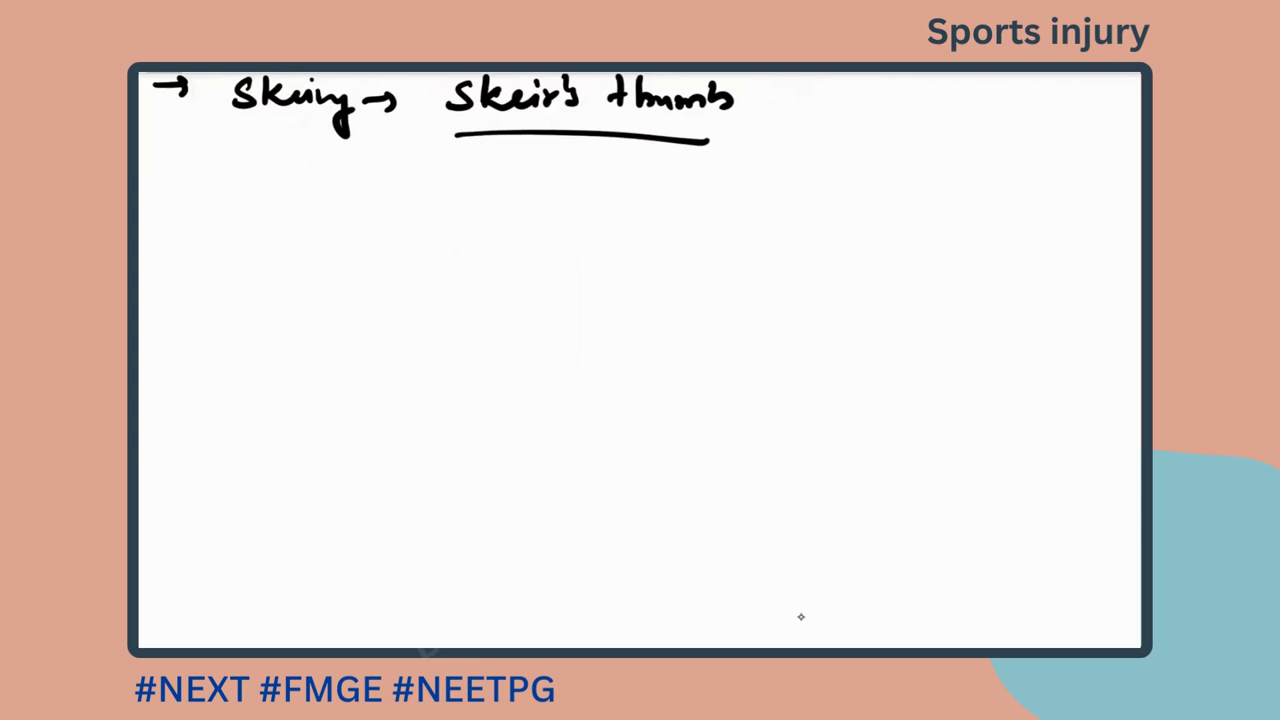 Sports injury
→ Skiing → Skeir's thumb
#NEXT #FMGE #NEETPG